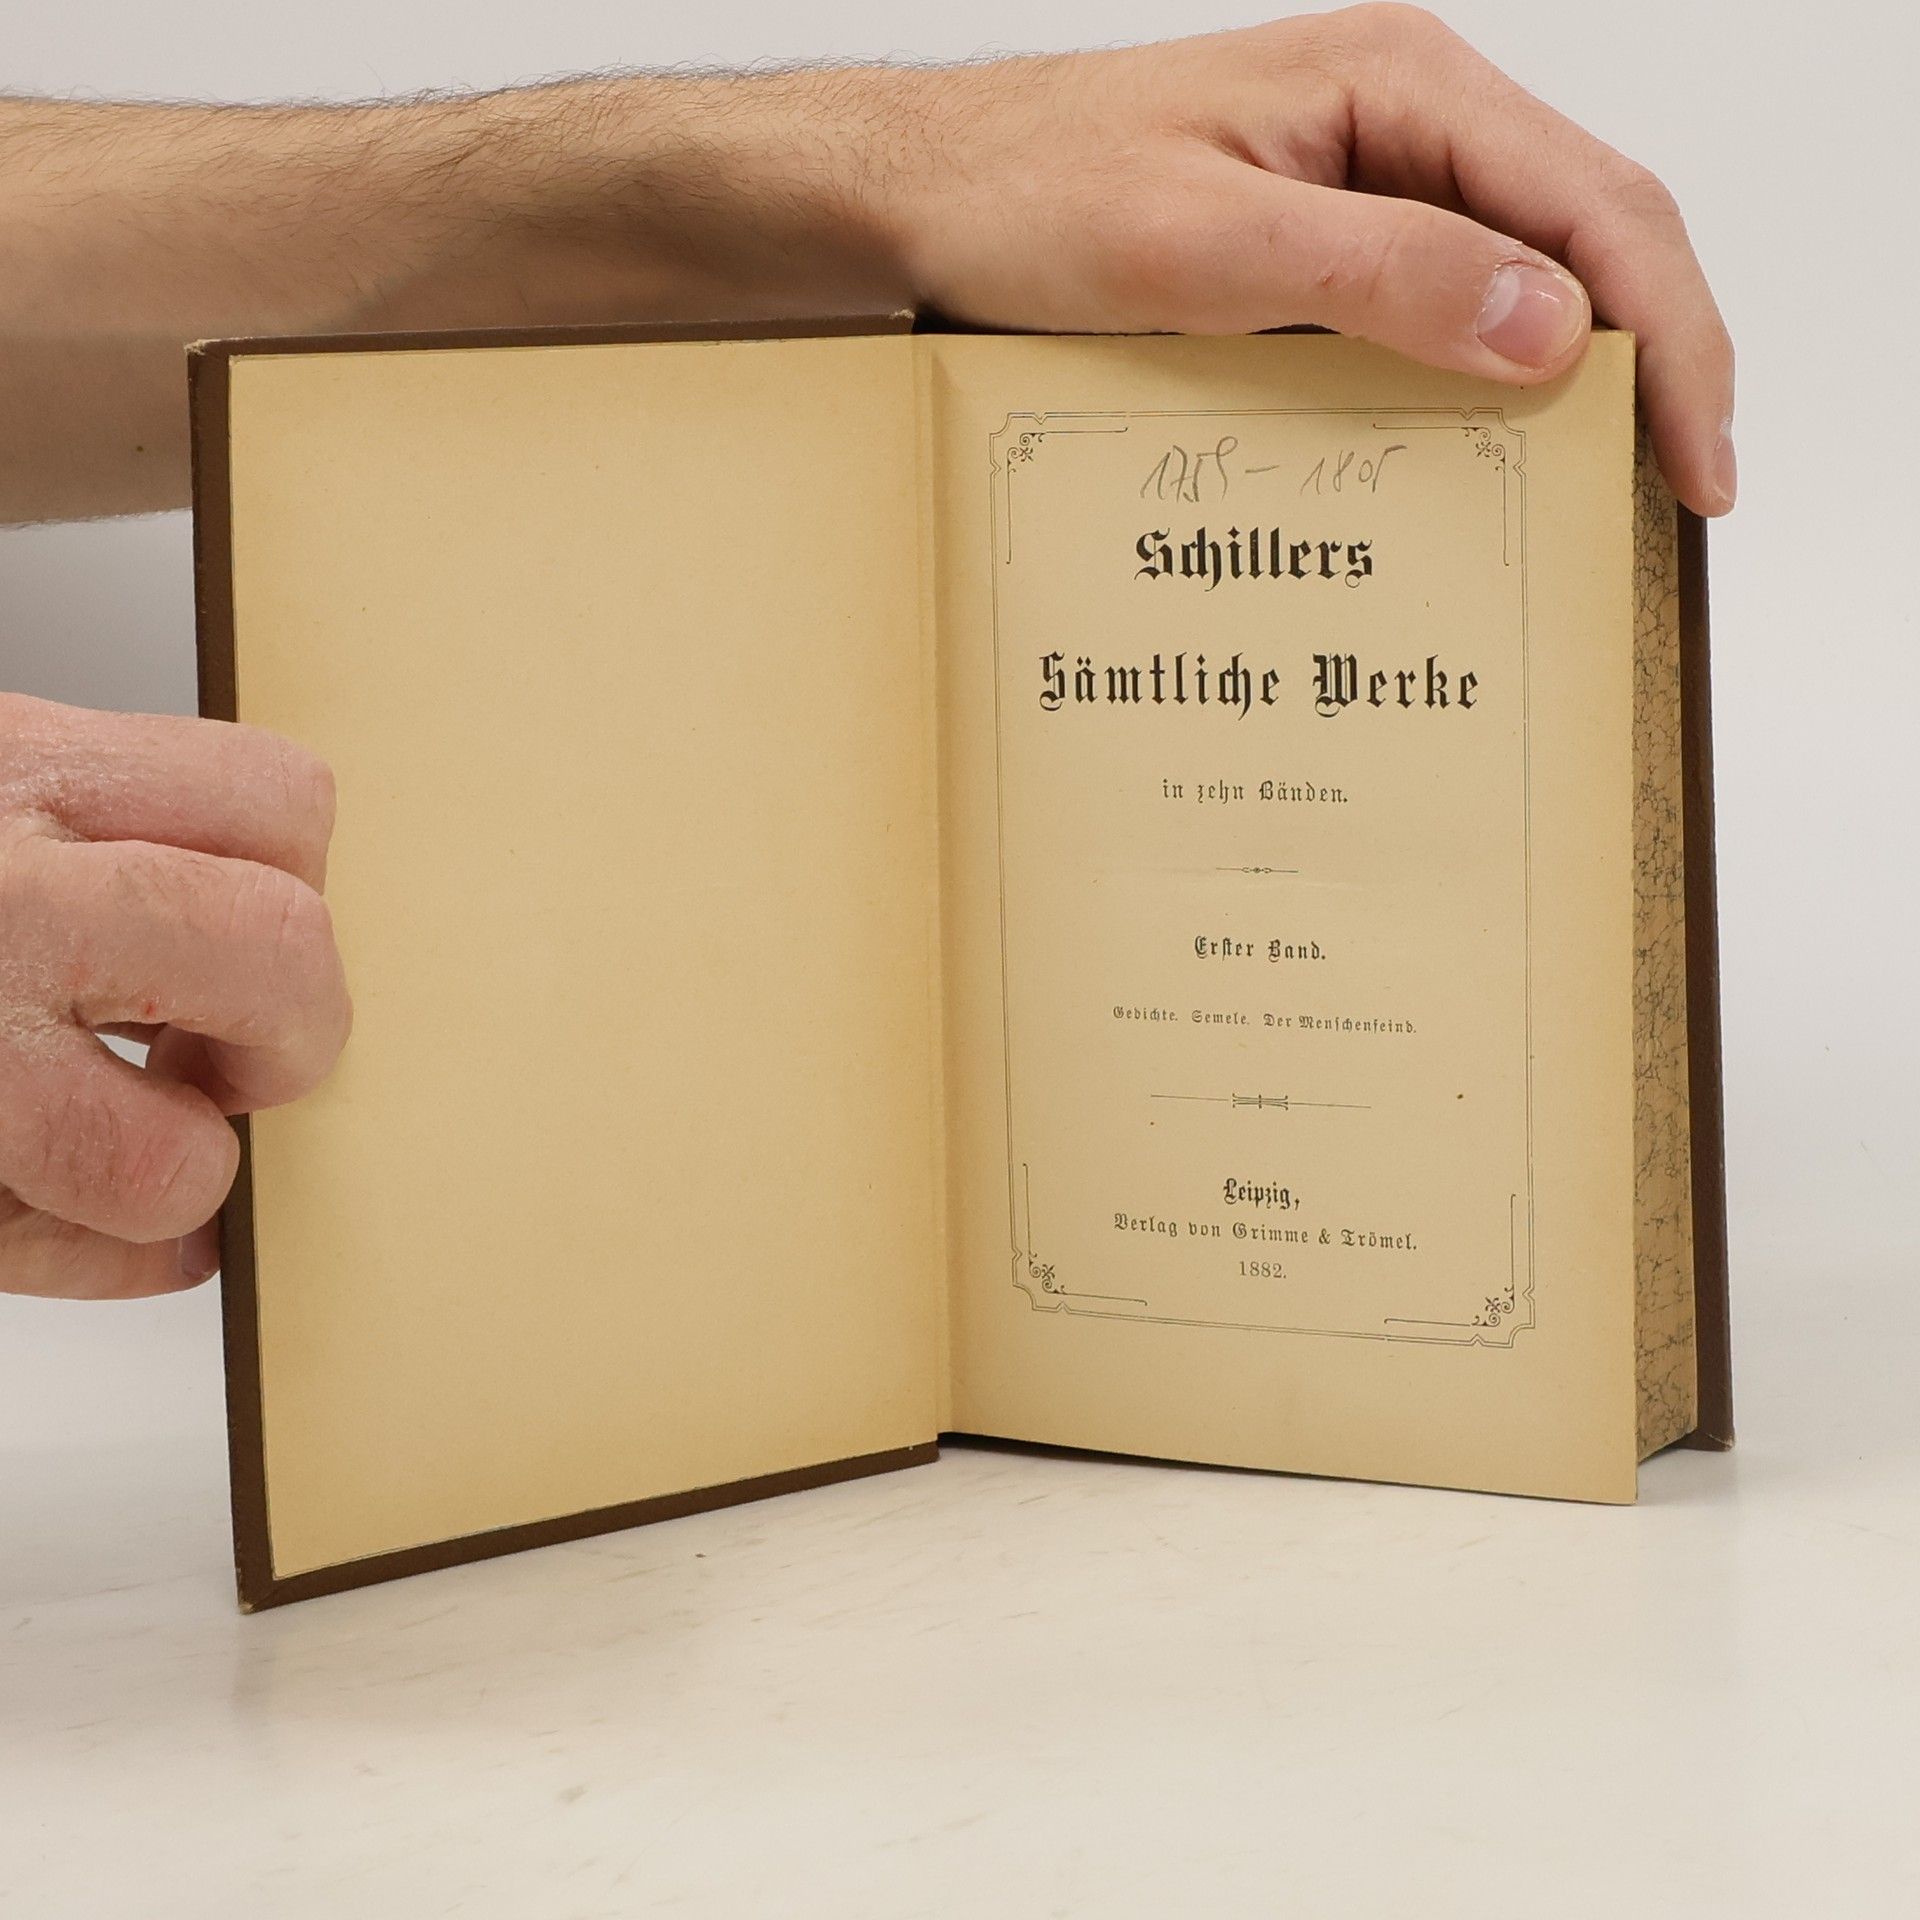 1759 – 1805
Schillers
Sämtliche Werke
in zehn Bänden.
Erster Band.
Gedichte. Semele. Der Menschenfeind.
Leipzig,
Verlag von Grimme & Trömel.
1882.